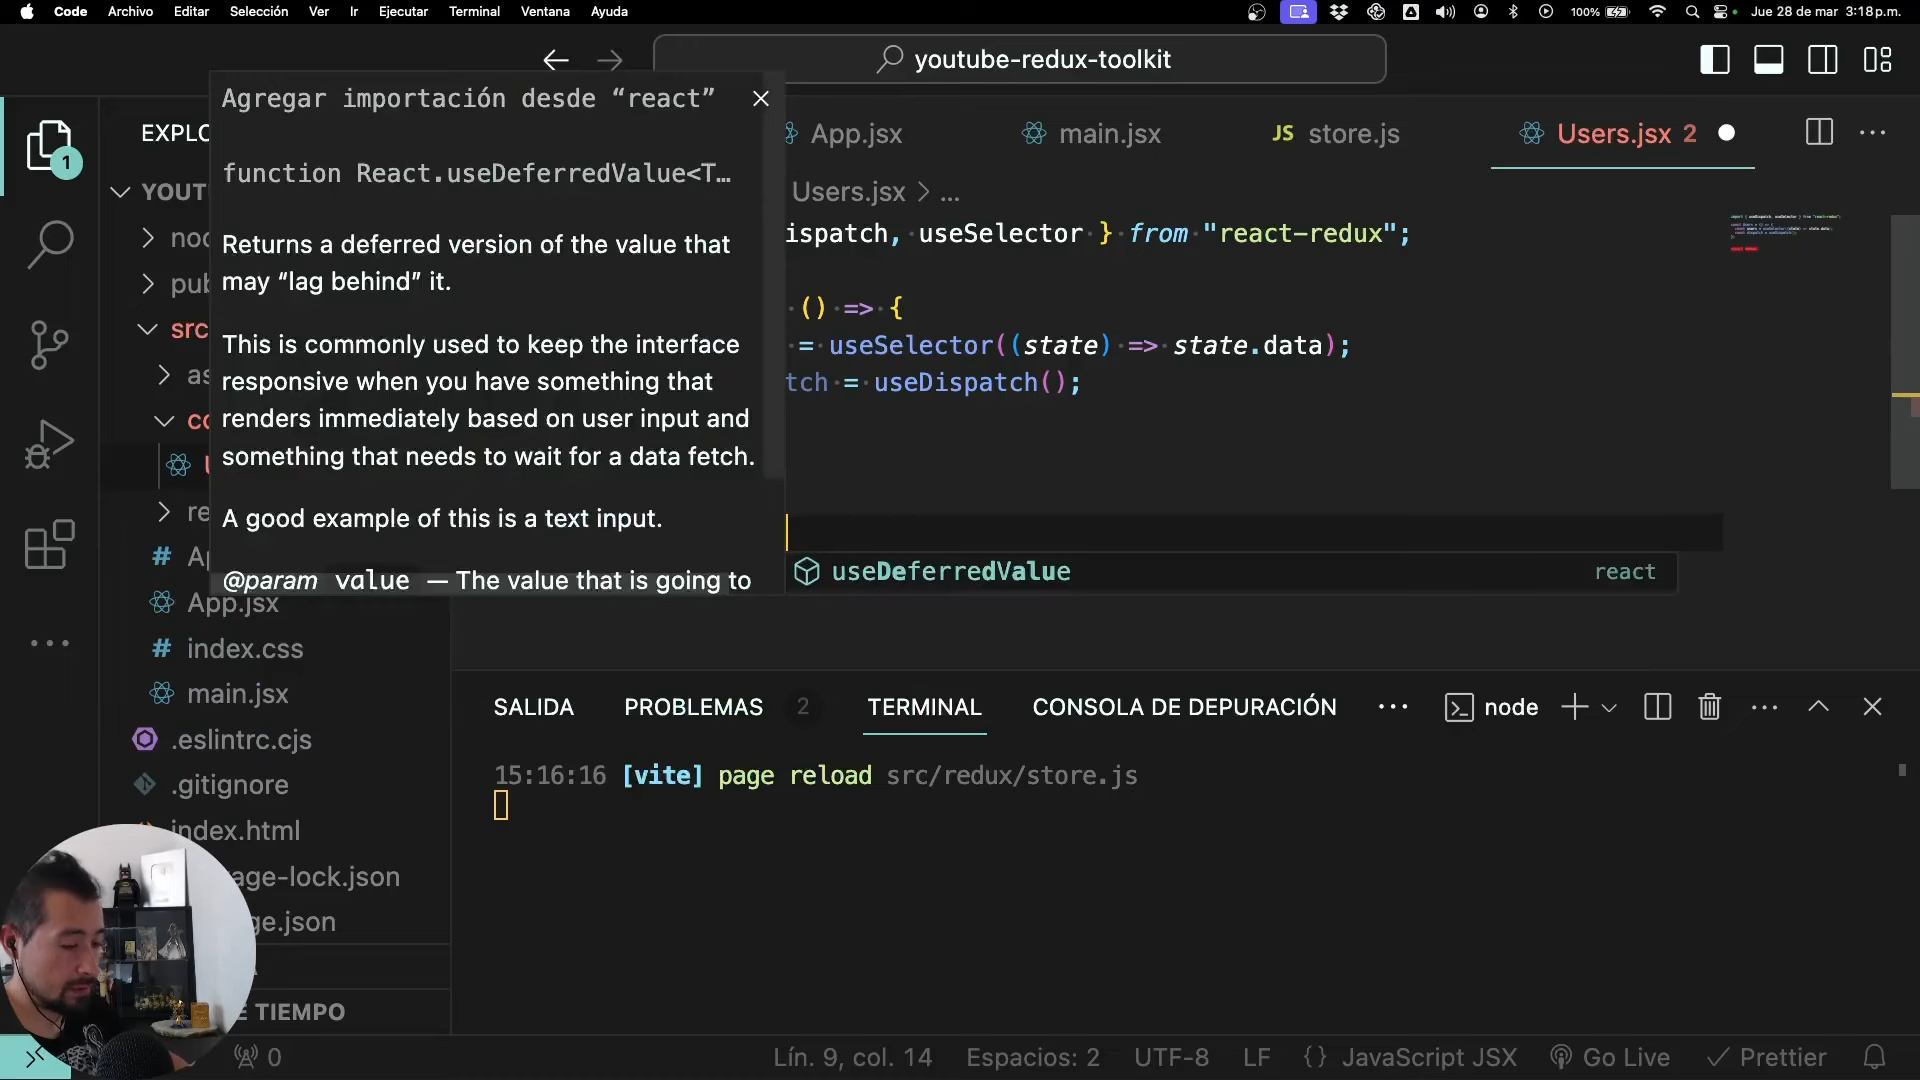 Code Archivo Editar Selección Ver Ir Ejecutar Terminal Ventana Ayuda 100% Jue 28 de mar 3:18 p.m.
youtube-redux-toolkit
App.jsx main.jsx JS store.js Users.jsx 2
Users.jsx > ...
ispatch, useSelector } from "react-redux";
() => {
= useSelector((state) => state.data);
tch = useDispatch();
useDeferredValue react
Agregar importación desde “react”
function React.useDeferredValue<T…
Returns a deferred version of the value that
may “lag behind” it.
This is commonly used to keep the interface
responsive when you have something that
renders immediately based on user input and
something that needs to wait for a data fetch.
A good example of this is a text input.
@param value — The value that is going to
1
EXPLO
YOUT
nod
pub
src
as
co
U
re
# Ap
App.jsx
# index.css
main.jsx
.eslintrc.cjs
.gitignore
index.html
age-lock.json
ge.json
E TIEMPO
SALIDA PROBLEMAS 2 TERMINAL CONSOLA DE DEPURACIÓN node
15:16:16 [vite] page reload src/redux/store.js
0 Lín. 9, col. 14 Espacios: 2 UTF-8 LF {} JavaScript JSX Go Live Prettier